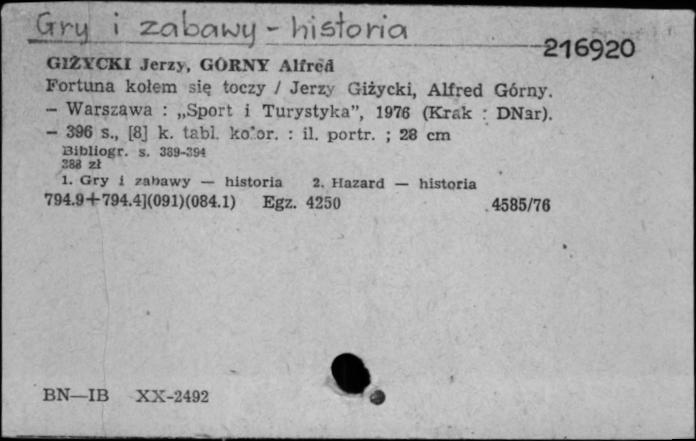 Gry i zabawy - historia
216920
GIŻYCKI Jerzy, GÓRNY Alfred
Fortuna kołem się toczy / Jerzy Giżycki, Alfred Górny.
— Warszawa : „Sport i Turystyka”, 1976 (Krak : DNar).
— 396 s., [8] k. tabl. kolor. : il. portr. ; 28 cm
Bibliogr. s. 389-394
388 zł
1. Gry i zabawy — historia 2. Hazard — historia
794.9+794.4](091)(084.1) Egz. 4250 4585/76
BN—IB XX-2492